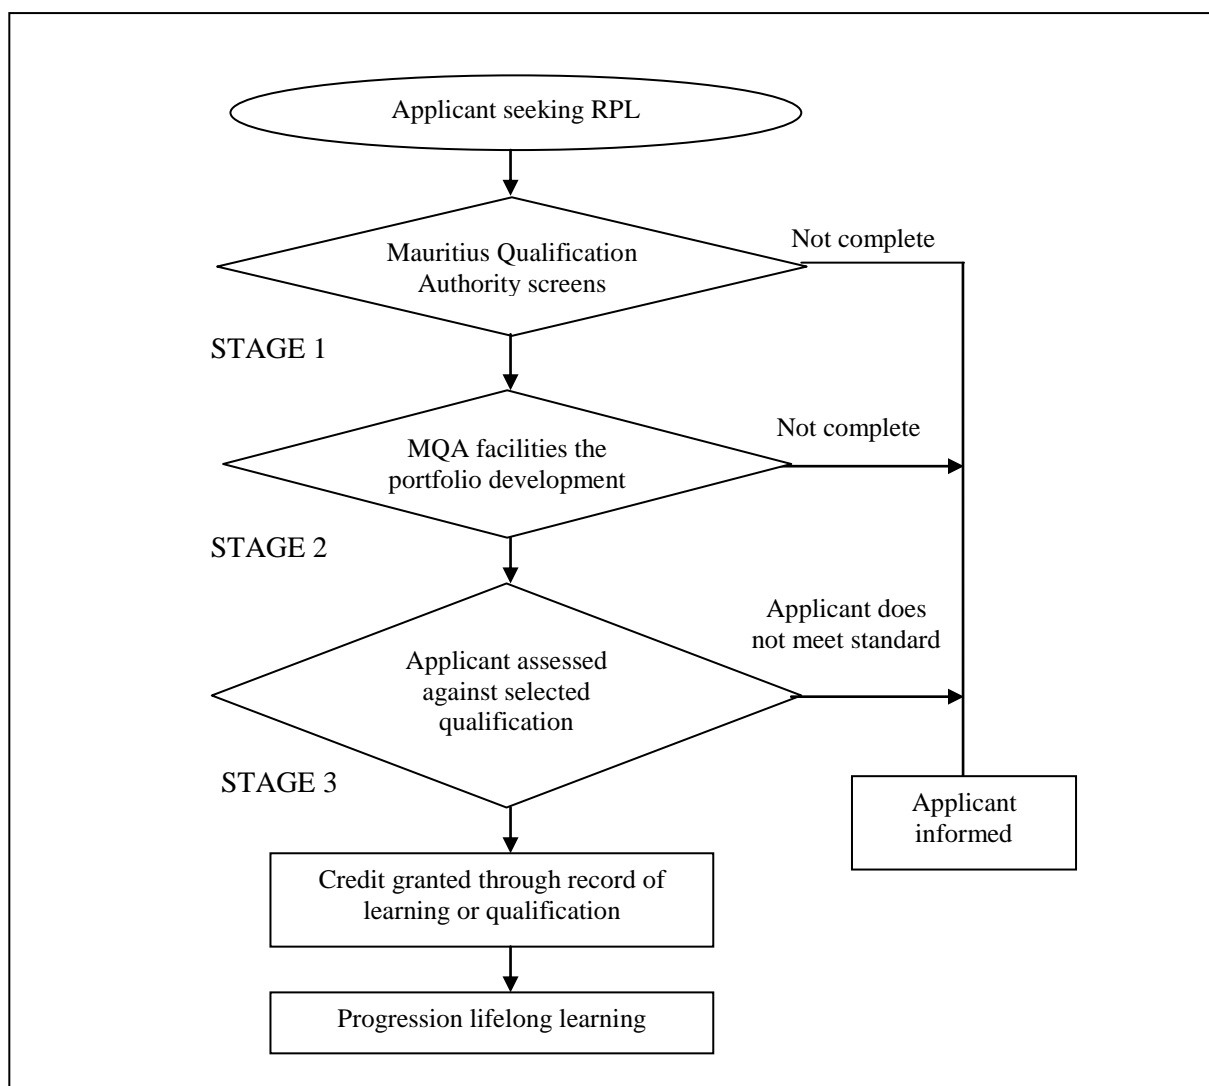 Applicant seeking RPL
Not complete
Mauritius Qualification
Authority screens
STAGE 1
Not complete
MQA facilities the
portfolio development
STAGE 2
Applicant does
not meet standard
Applicant assessed
against selected
qualification
STAGE 3
Applicant
informed
Credit granted through record of
learning or qualification
Progression lifelong learning